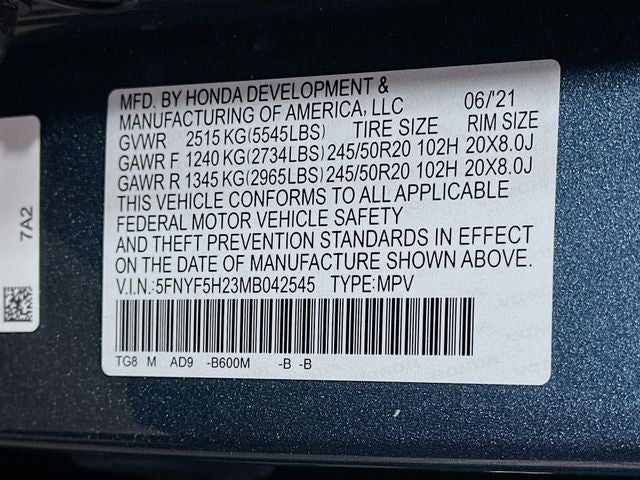 MFD. BY HONDA DEVELOPMENT &
MANUFACTURING OF AMERICA, LLC 06/'21
GVWR 2515 KG(5545LBS) TIRE SIZE RIM SIZE
GAWR F 1240 KG(2734LBS) 245/50R20 102H 20X8.0J
GAWR R 1345 KG(2965LBS) 245/50R20 102H 20X8.0J
THIS VEHICLE CONFORMS TO ALL APPLICABLE
FEDERAL MOTOR VEHICLE SAFETY
AND THEFT PREVENTION STANDARDS IN EFFECT
ON THE DATE OF MANUFACTURE SHOWN ABOVE.
V.I.N.:5FNYF5H23MB042545 TYPE:MPV
TG8 M AD9 -B600M -B -B
7A2